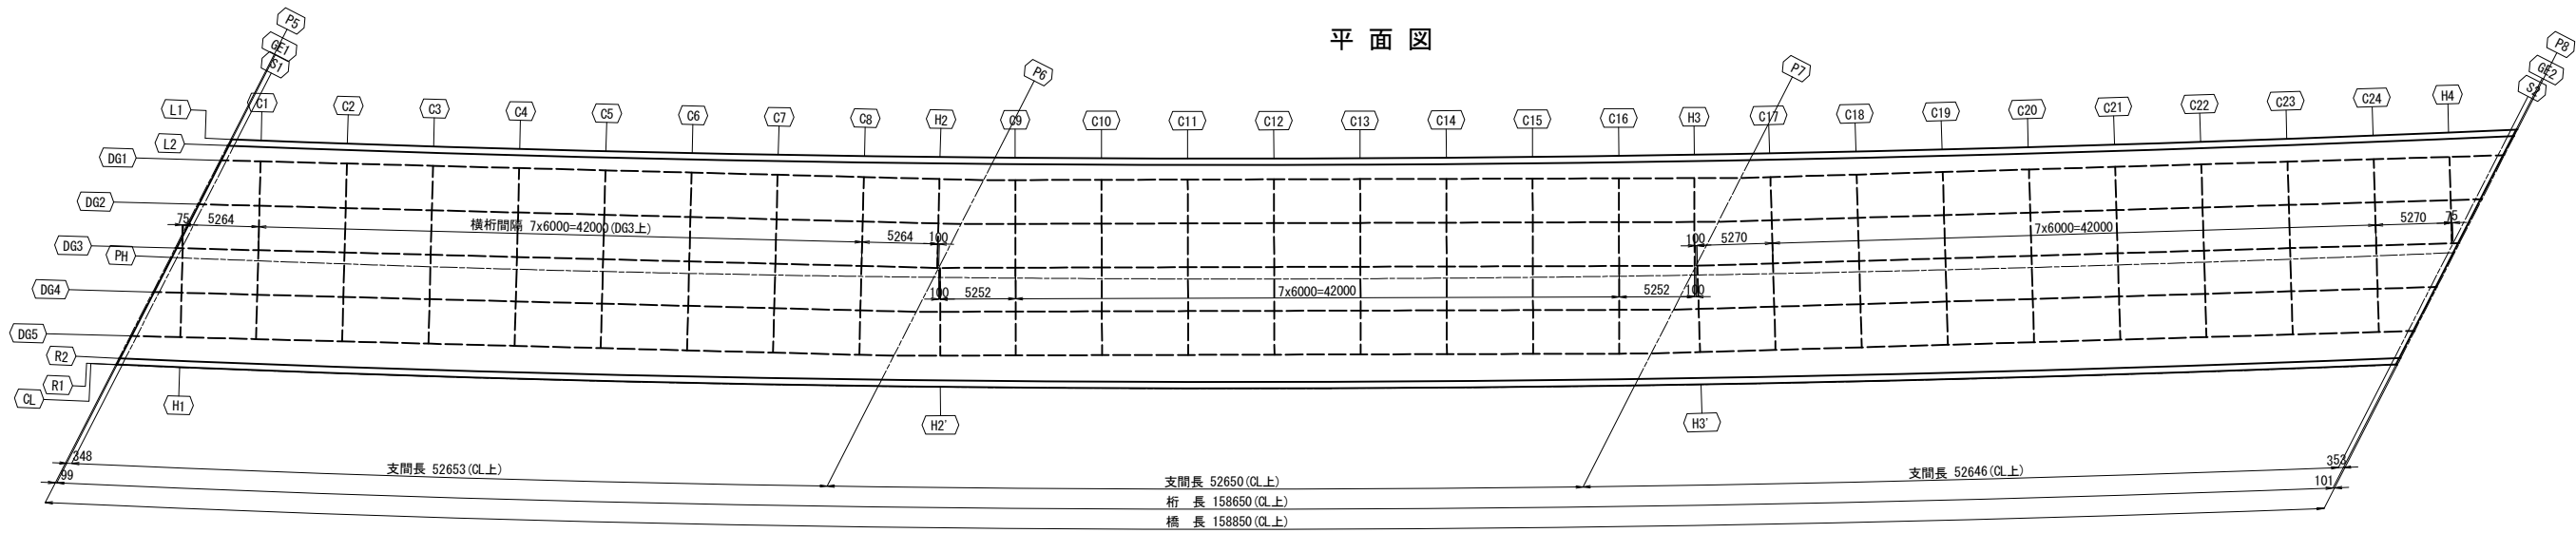 平面図
P5
GE1
S1
P6
P7
P8
GE2
S2
L1
C1
C2
C3
C4
C5
C6
C7
C8
H2
C9
C10
C11
C12
C13
C14
C15
C16
H3
C17
C18
C19
C20
C21
C22
C23
C24
H4
L2
DG1
DG2
75
5264
横桁間隔 7x6000=42000(DG3上)
5264
100
100
5270
7x6000=42000
5270
75
DG3
PH
DG4
100
5252
7x6000=42000
5252
100
DG5
R2
R1
CL
H1
H2'
H3'
348
支間長 52653(CL上)
支間長 52650(CL上)
支間長 52646(CL上)
353
99
桁 長 158650(CL上)
101
橋 長 158850(CL上)